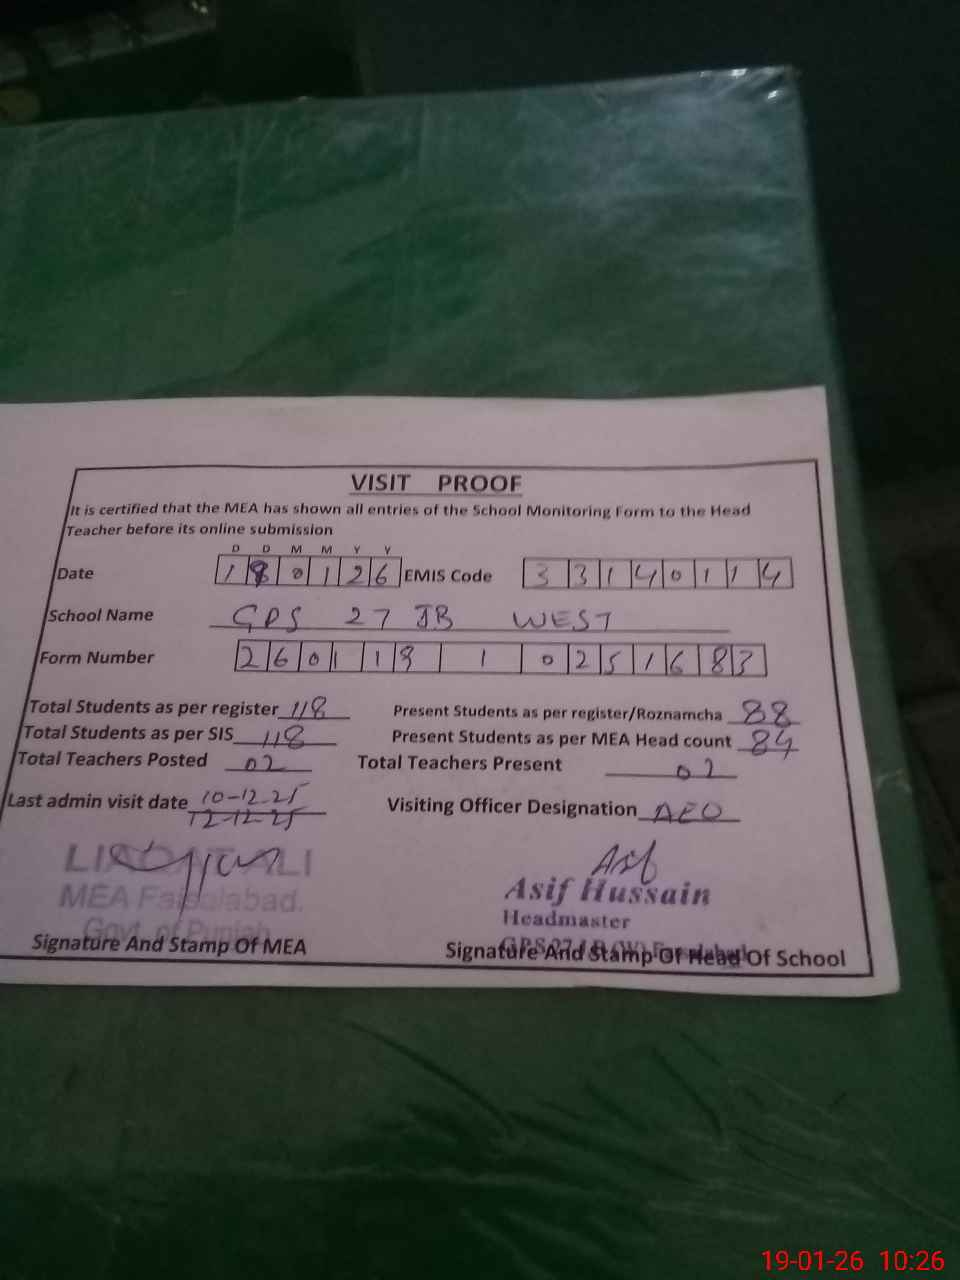 VISIT PROOF
It is certified that the MEA has shown all entries of the School Monitoring Form to the Head
Teacher before its online submission
D D M M Y Y
Date 1 8 0 1 2 6 EMIS Code 3 3 1 4 0 1 1 4
School Name GPS 27 JB WEST
Form Number 2 6 0 1 1 9 1 0 2 5 1 6 8 3
Total Students as per register 118 Present Students as per register/Roznamcha 88
Total Students as per SIS 118 Present Students as per MEA Head count 84
Total Teachers Posted 02 Total Teachers Present 02
Last admin visit date 10-12-25 Visiting Officer Designation AEO
12-12-25
LI ALI
MEA Faisalabad.
Govt. of Punjab
Signature And Stamp Of MEA
Asif
Asif Hussain
Headmaster
Signature And Stamp Of Head Of School
19-01-26 10:26